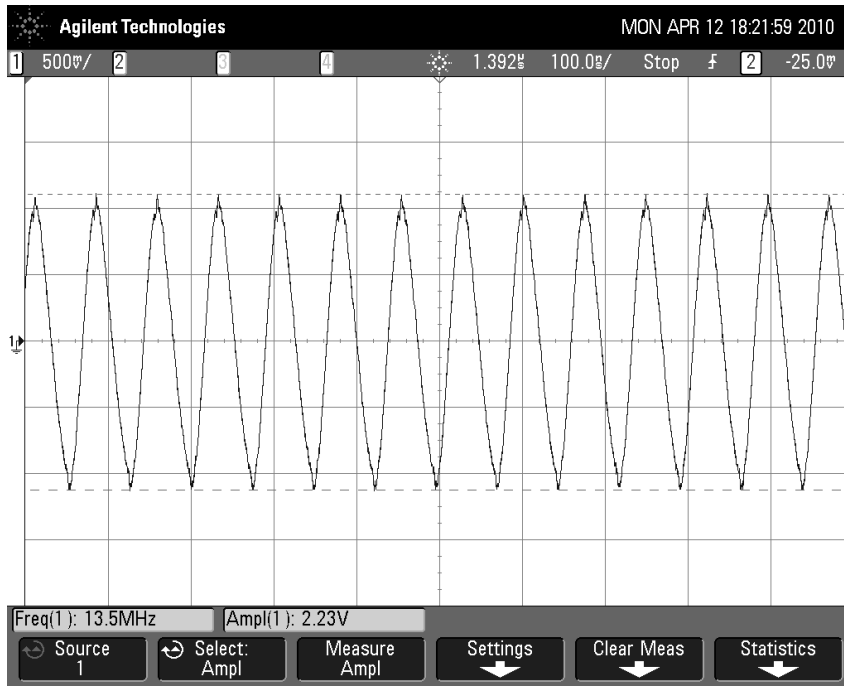 Agilent Technologies MON APR 12 18:21:59 2010
1 500mV/ 2 3 4 1.392us 100.0ns/ Stop 2 -25.0mV
1
Freq(1): 13.5MHz Ampl(1): 2.23V
Source Select: Measure Settings Clear Meas Statistics
1 Ampl Ampl